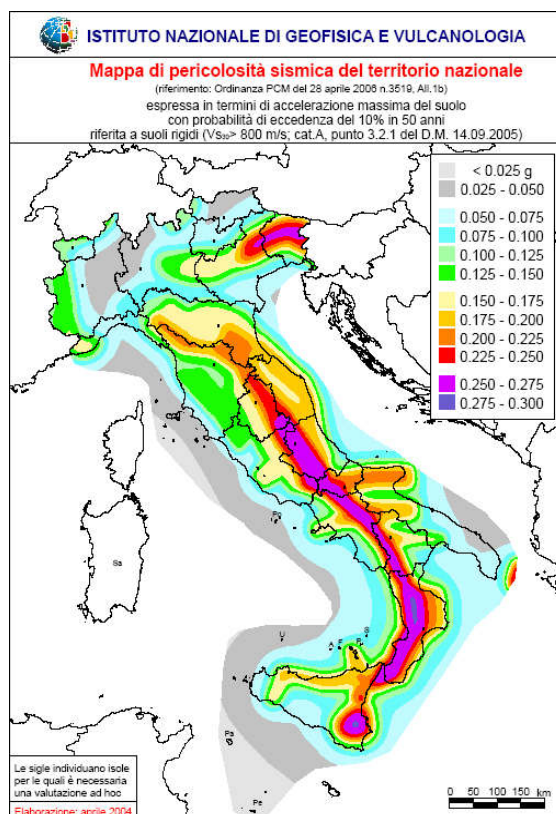 ISTITUTO NAZIONALE DI GEOFISICA E VULCANOLOGIA
Mappa di pericolosità sismica del territorio nazionale
(riferimento: Ordinanza PCM del 28 aprile 2006 n.3519, All.1b)
espressa in termini di accelerazione massima del suolo
con probabilità di eccedenza del 10% in 50 anni
riferita a suoli rigidi (Vs30> 800 m/s; cat.A, punto 3.2.1 del D.M. 14.09.2005)
< 0.025 g
0.025 - 0.050
0.050 - 0.075
0.075 - 0.100
0.100 - 0.125
0.125 - 0.150
0.150 - 0.175
0.175 - 0.200
0.200 - 0.225
0.225 - 0.250
0.250 - 0.275
0.275 - 0.300
Sa
U
A
F
S
Pa
Pe
Le sigle individuano isole
per le quali è necessaria
una valutazione ad hoc
Elaborazione: aprile 2004
0 50 100 150
km